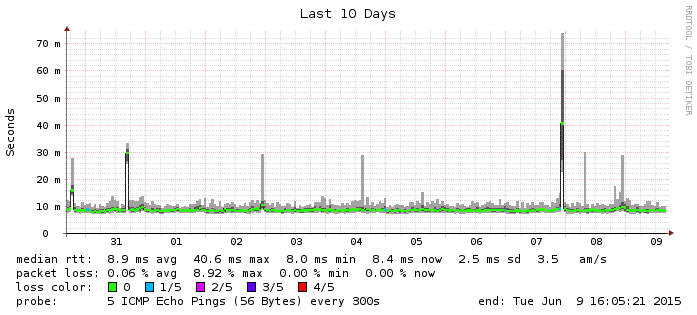 Last 10 Days
RRDTOOL / TOBI OETIKER
Seconds
70 m
60 m
50 m
40 m
30 m
20 m
10 m
0
31 01 02 03 04 05 06 07 08 09
median rtt: 8.9 ms avg 40.6 ms max 8.0 ms min 8.4 ms now 2.5 ms sd 3.5 am/s
packet loss: 0.06 % avg 8.92 % max 0.00 % min 0.00 % now
loss color: 0 1/5 2/5 3/5 4/5
probe: 5 ICMP Echo Pings (56 Bytes) every 300s end: Tue Jun 9 16:05:21 2015